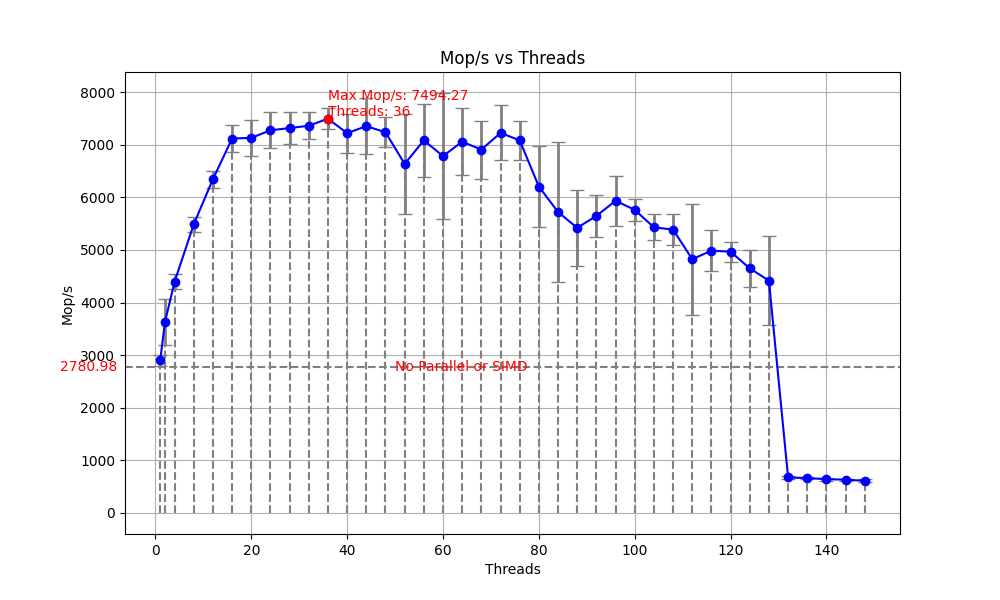 Mop/s vs Threads
Max Mop/s: 7494.27
Threads: 36
8000
7000
6000
5000
4000
3000
2780.98
No Parallel or SIMD
2000
1000
0
Mop/s
0 20 40 60 80 100 120 140
Threads